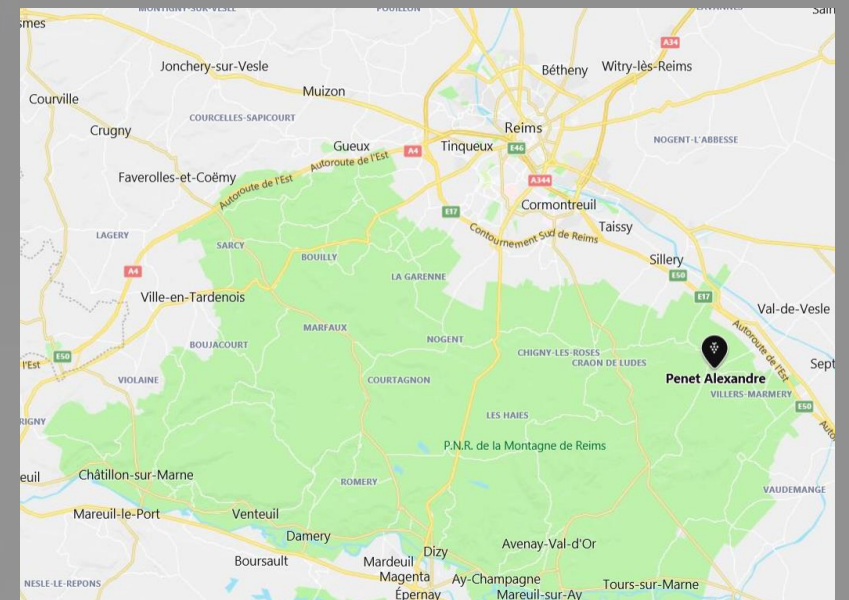 MONTIGNY-SUR-VESLE
POUILLON
smes
A34
Jonchery-sur-Vesle
Bétheny
Witry-lès-Reims
Muizon
Courville
COURCELLES-SAPICOURT
Crugny
Reims
NOGENT-L'ABBESSE
Gueux
A4
Tinqueux
E46
Autoroute de l'Est
Faverolles-et-Coëmy
Autoroute de l'Est
A344
Cormontreuil
E17
Taissy
Contournement Sud de Reims
LAGERY
SARCY
BOUILLY
Sillery
A4
LA GARENNE
E50
Ville-en-Tardenois
E17
Val-de-Vesle
MARFAUX
BOUJACOURT
NOGENT
Autoroute de l'Est
E50
CHIGNY-LES-ROSES
l'Est
CRAON DE LUDES
Sept
VIOLAINE
COURTAGNON
Penet Alexandre
VILLERS-MARMERY
E50
LES HAIES
RIGNY
Auto
P.N.R. de la Montagne de Reims
euil
Châtillon-sur-Marne
ROMERY
VAUDEMANGE
Mareuil-le-Port
Venteuil
Damery
Avenay-Val-d'Or
Boursault
Dizy
Mardeuil
Magenta
Ay-Champagne
NESLE-LE-REPONS
Tours-sur-Marne
Épernay
Mareuil-sur-Ay